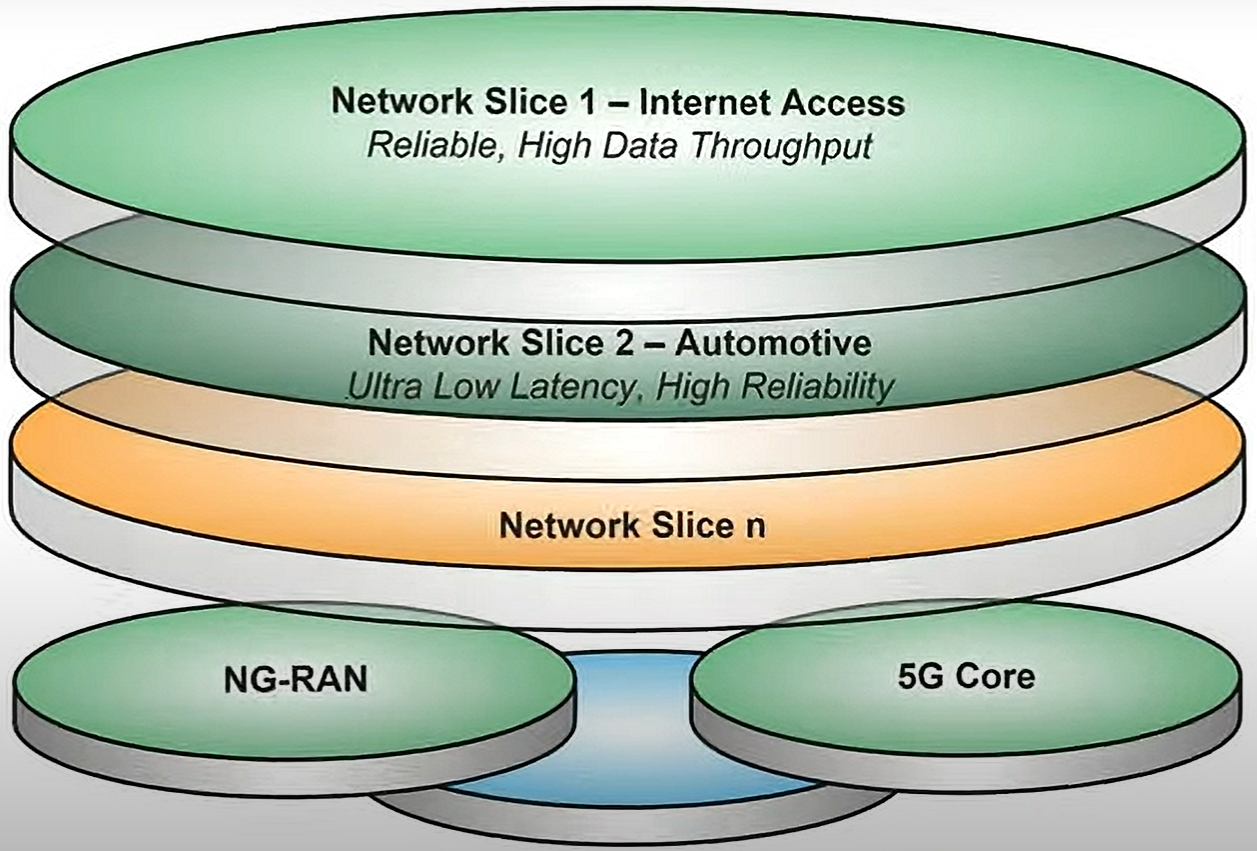 Network Slice 1 – Internet Access
Reliable, High Data Throughput
Network Slice 2 – Automotive
Ultra Low Latency, High Reliability
Network Slice n
NG-RAN
5G Core